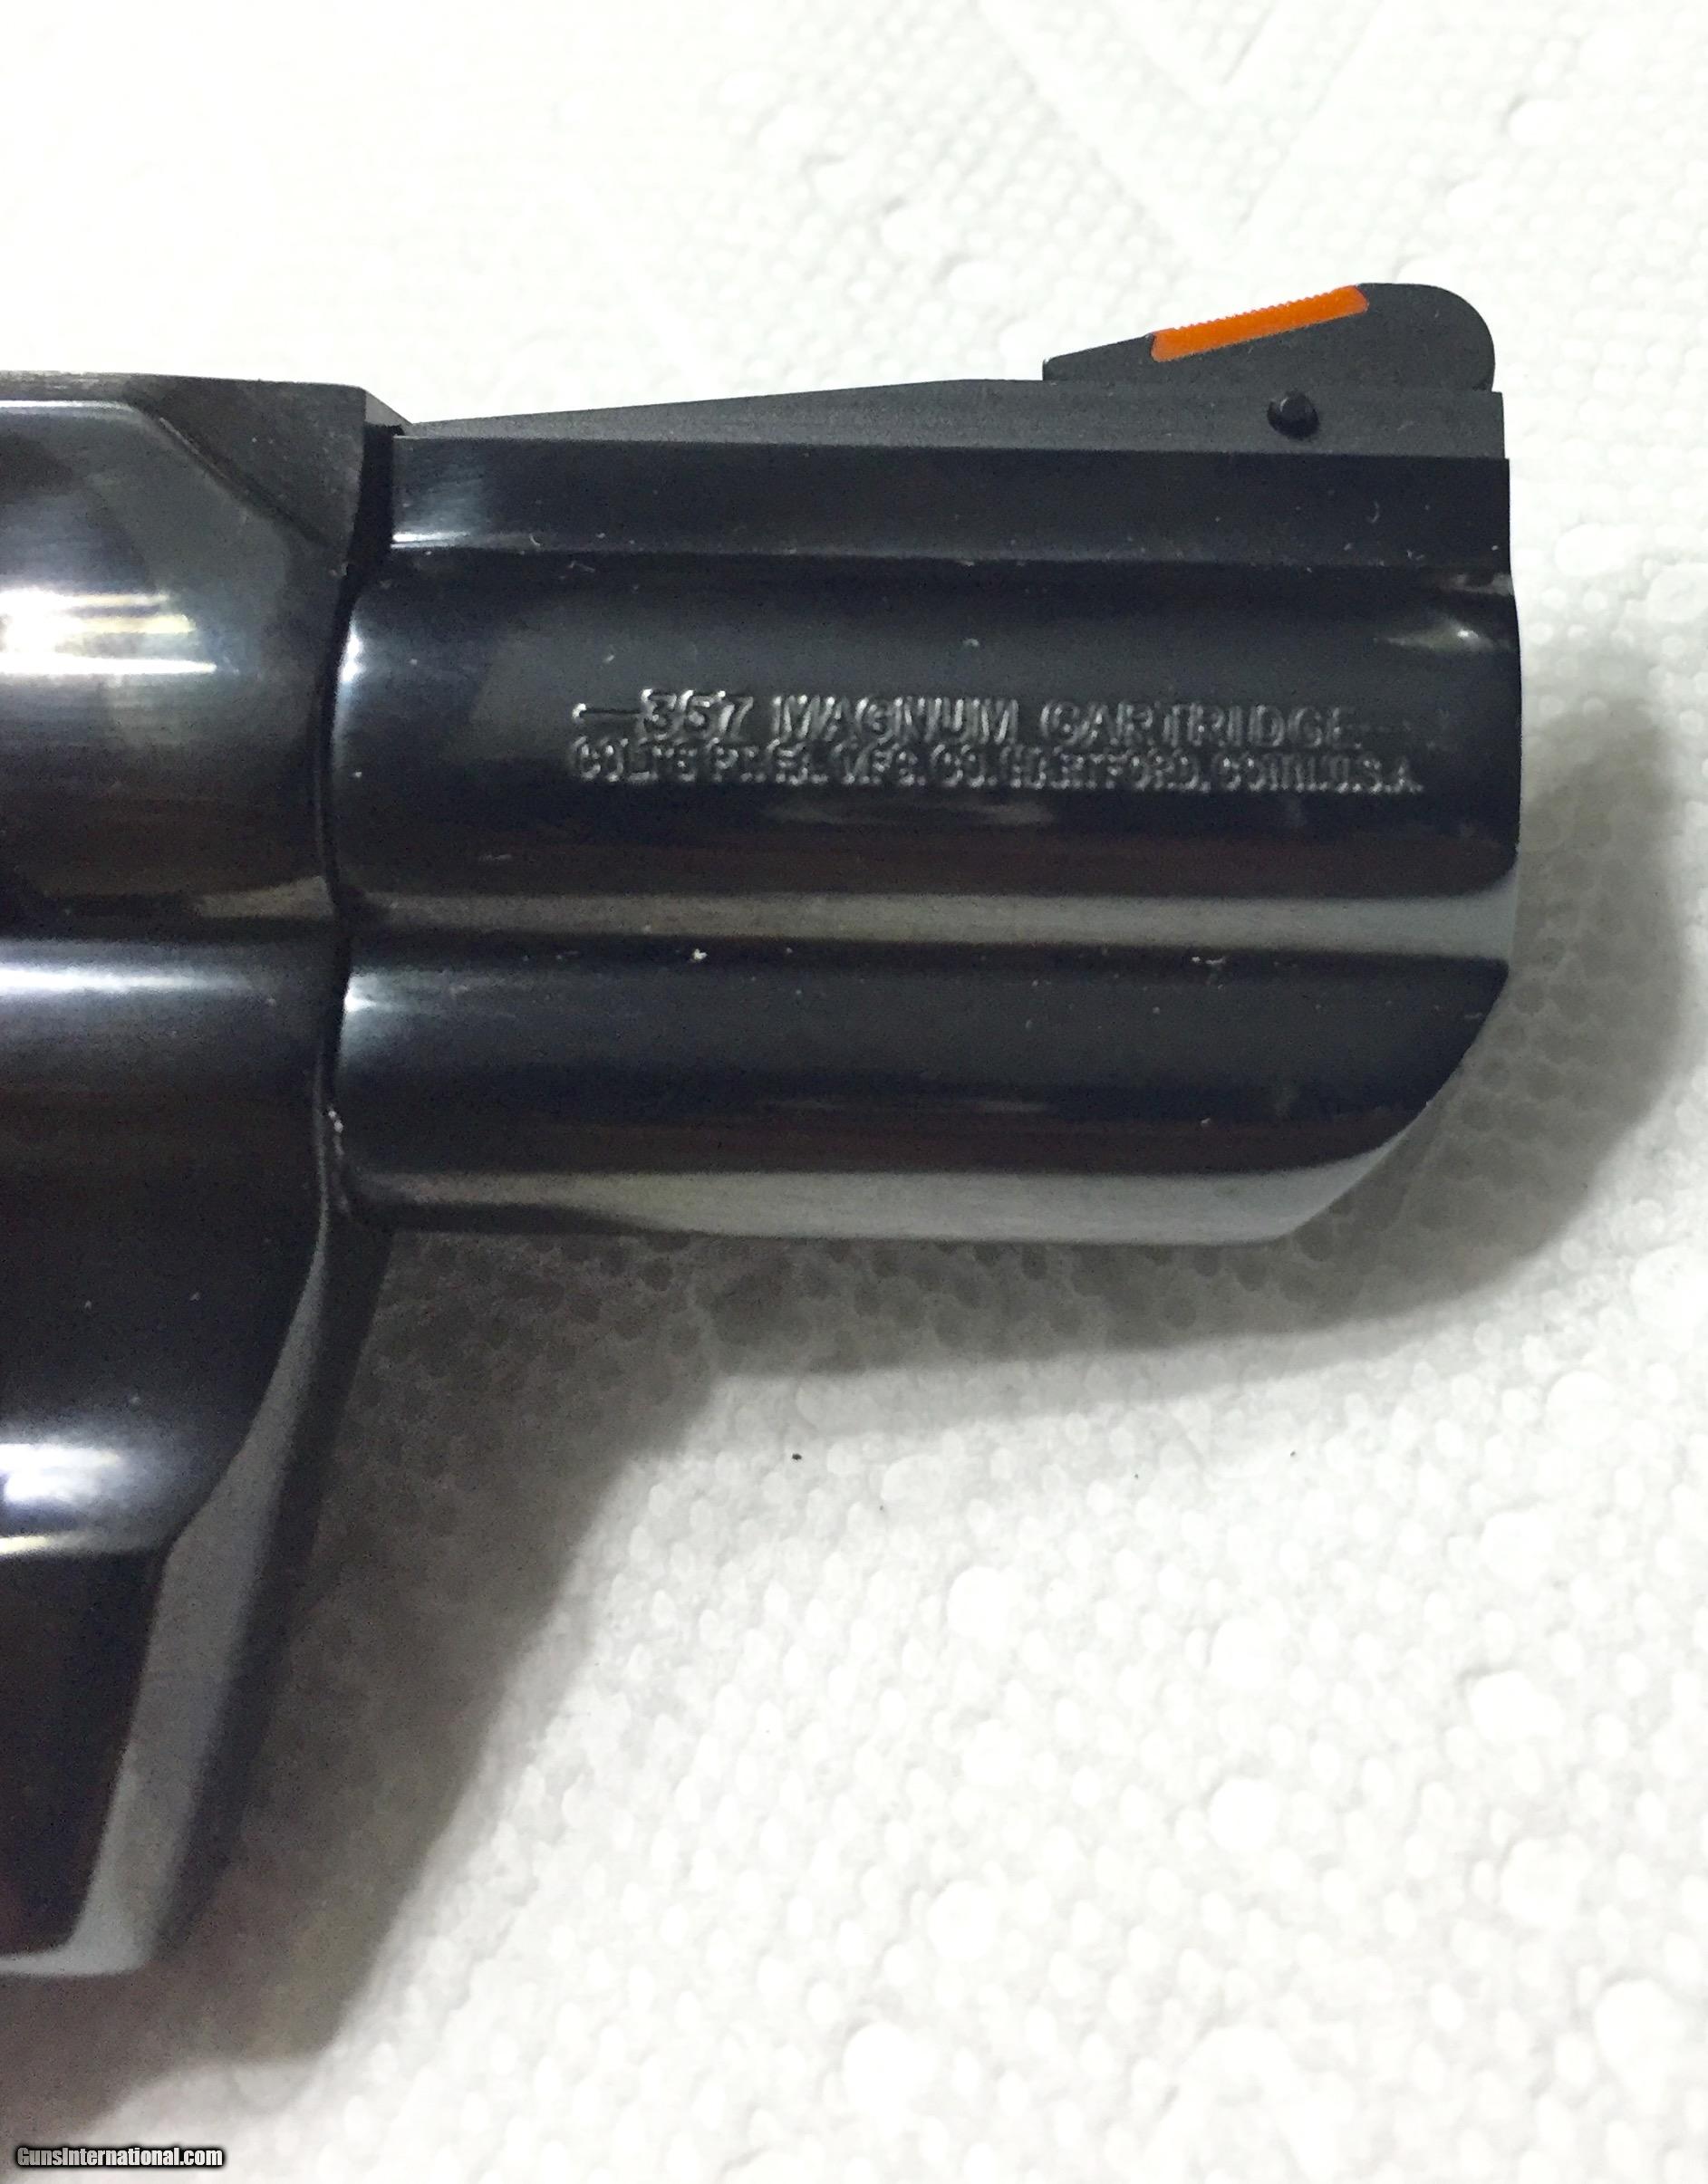 357 MAGNUM CARTRIDGE
COLT'S PT. F.A. MFG. CO. HARTFORD, CONN. U.S.A.
GunsInternational.com